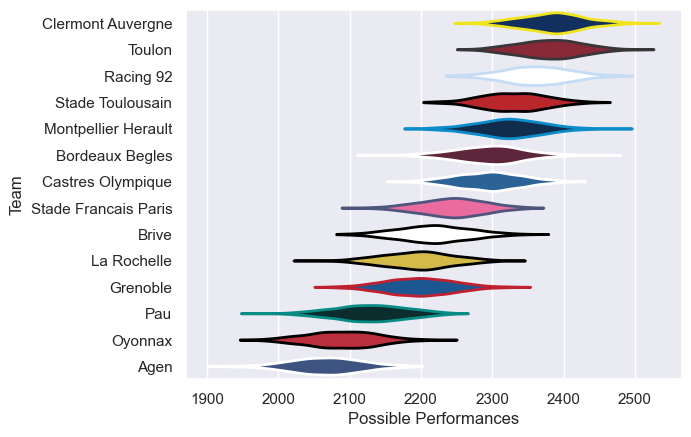 Clermont Auvergne
Toulon
Racing 92
Stade Toulousain
Montpellier Herault
Bordeaux Begles
Castres Olympique
Stade Francais Paris
Brive
La Rochelle
Grenoble
Pau
Oyonnax
Agen
Team
1900 2000 2100 2200 2300 2400 2500
Possible Performances